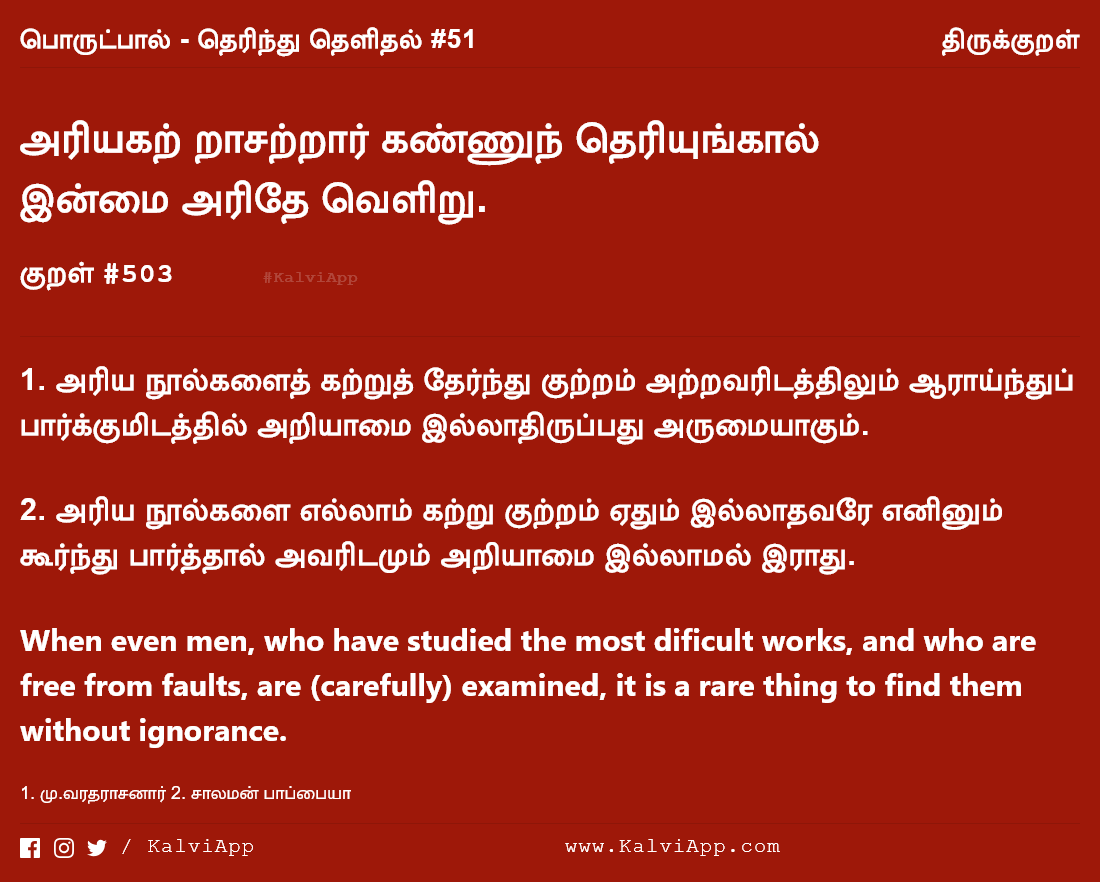 பொருட்பால் - தெரிந்து தெளிதல் #51 திருக்குறள்
அரியகற் றாசற்றார் கண்ணுந் தெரியுங்கால்
இன்மை அரிதே வெளிறு.
குறள் #503 #KalviApp
1. அரிய நூல்களைத் கற்றுத் தேர்ந்து குற்றம் அற்றவரிடத்திலும் ஆராய்ந்துப்
பார்க்குமிடத்தில் அறியாமை இல்லாதிருப்பது அருமையாகும்.
2. அரிய நூல்களை எல்லாம் கற்று குற்றம் ஏதும் இல்லாதவரே எனினும்
கூர்ந்து பார்த்தால் அவரிடமும் அறியாமை இல்லாமல் இராது.
When even men, who have studied the most dificult works, and who are
free from faults, are (carefully) examined, it is a rare thing to find them
without ignorance.
1. மு.வரதராசனார் 2. சாலமன் பாப்பையா
/ KalviApp www.KalviApp.com